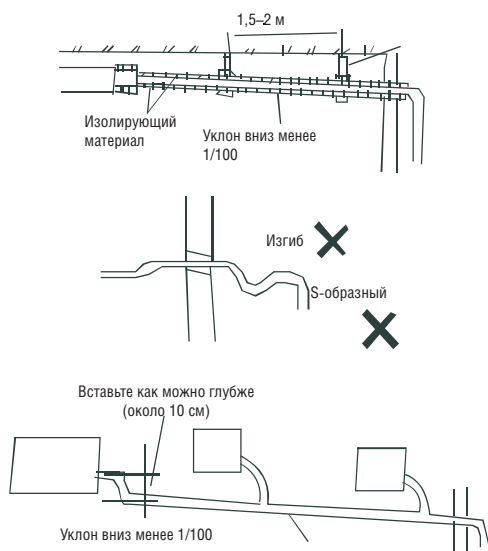 1,5–2 м
Изолирующий
материал
Уклон вниз менее
1/100
Изгиб
S-образный
Вставьте как можно глубже
(около 10 см)
Уклон вниз менее 1/100